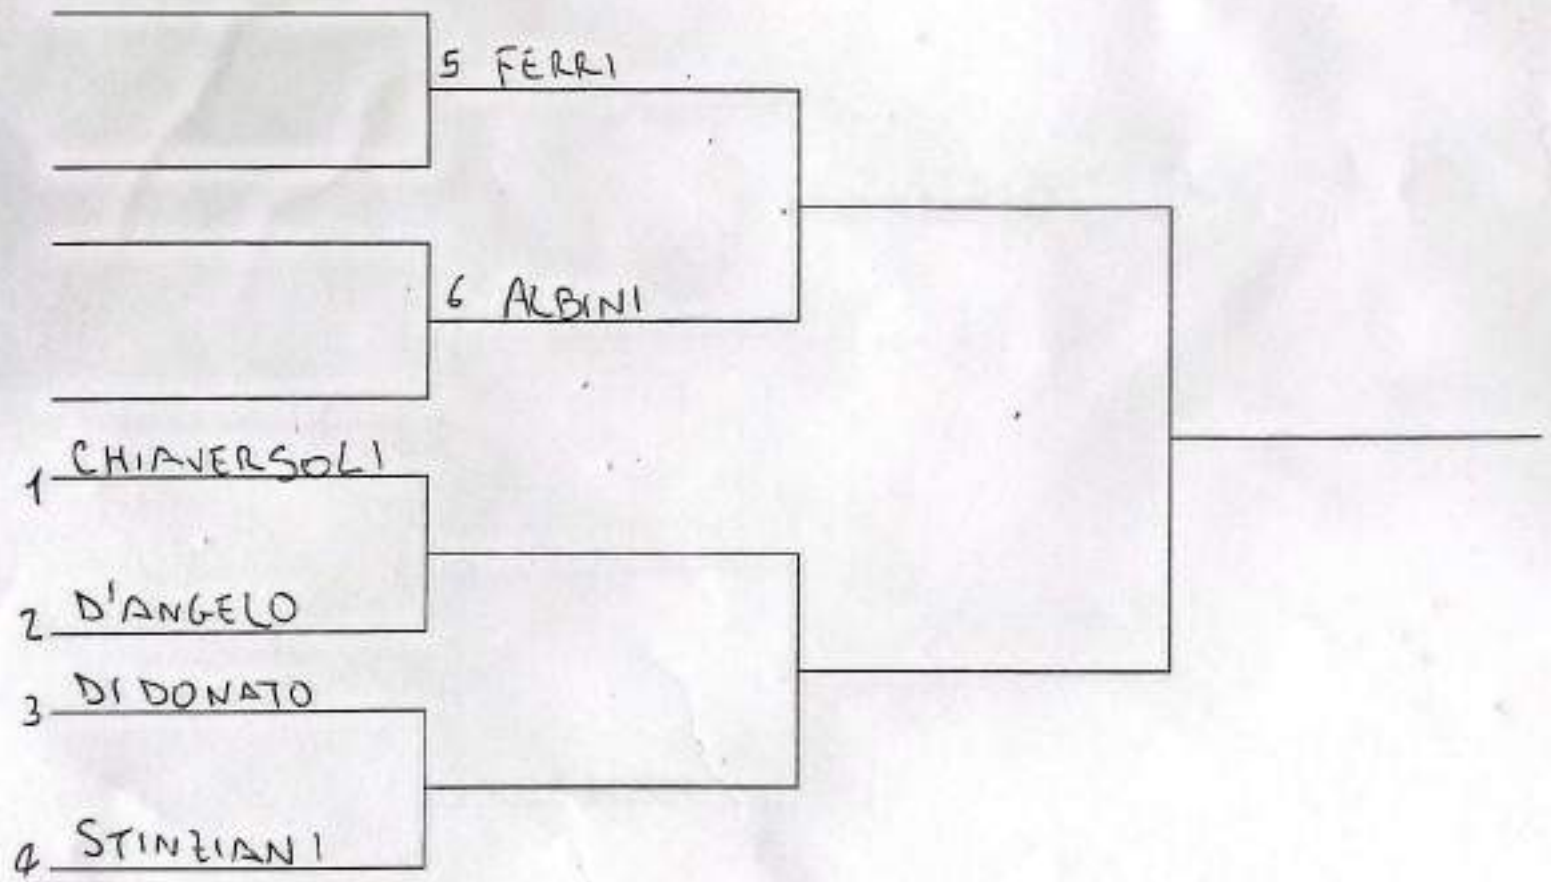 5 FERRI
6 ALBINI
1 CHIAVERSOLI
2 D'ANGELO
3 DI DONATO
4 STINZIANI